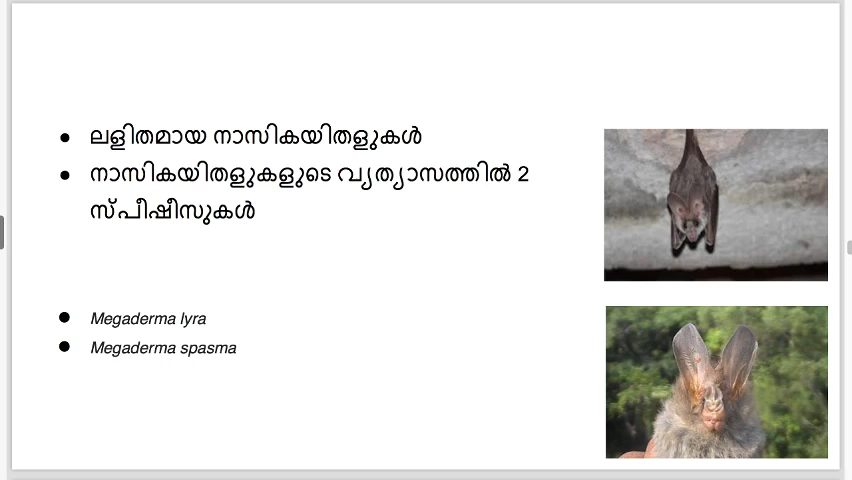 ● ലളിതമായ നാസികയിതളുകൾ
● നാസികയിതളുകളുടെ വ്യത്യാസത്തിൽ 2
സ്പീഷീസുകൾ
● Megaderma lyra
● Megaderma spasma